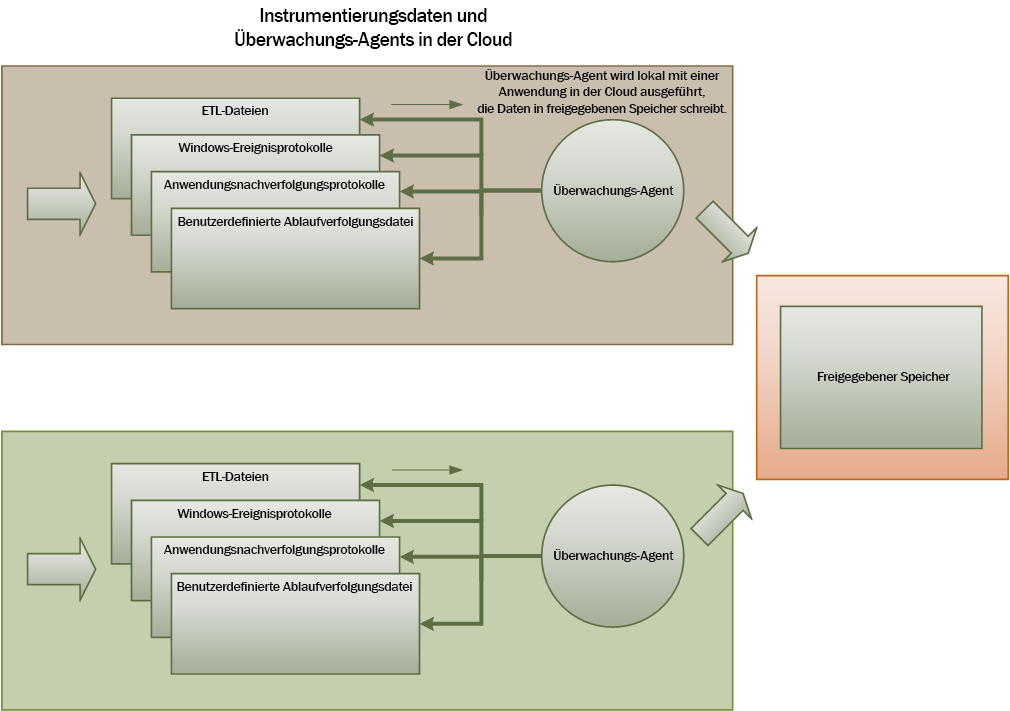 Instrumentierungsdaten und
Überwachungs-Agents in der Cloud
Überwachungs-Agent wird lokal mit einer
Anwendung in der Cloud ausgeführt,
die Daten in freigegebenen Speicher schreibt.
ETL-Dateien
Windows-Ereignisprotokolle
Anwendungsnachverfolgungsprotokolle
Benutzerdefinierte Ablaufverfolgungsdatei
Überwachungs-Agent
Freigegebener Speicher
ETL-Dateien
Windows-Ereignisprotokolle
Anwendungsnachverfolgungsprotokolle
Benutzerdefinierte Ablaufverfolgungsdatei
Überwachungs-Agent